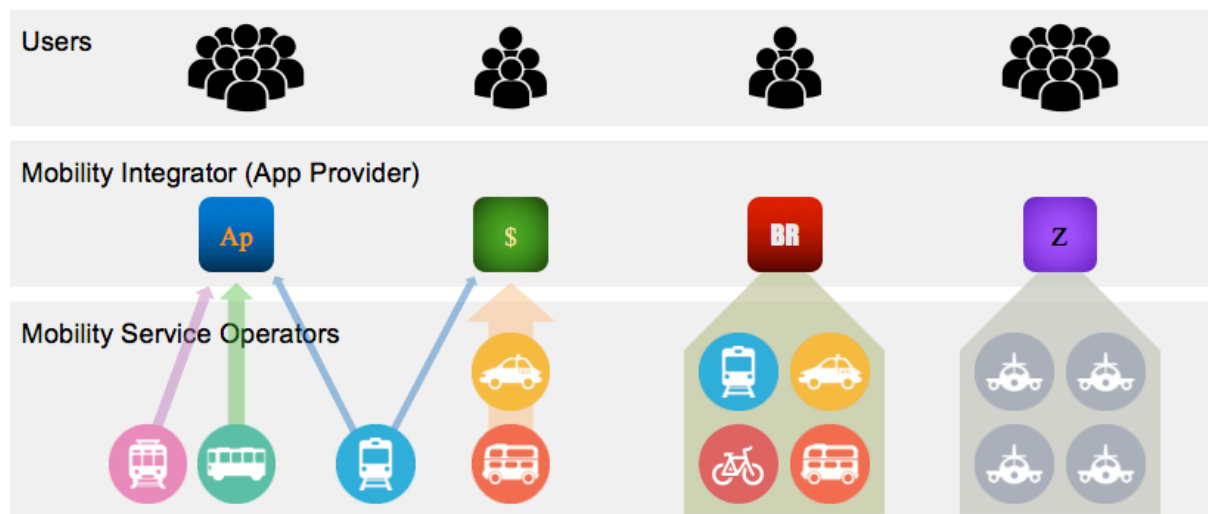 Users
Mobility Integrator (App Provider)
Ap
$
BR
Z
Mobility Service Operators